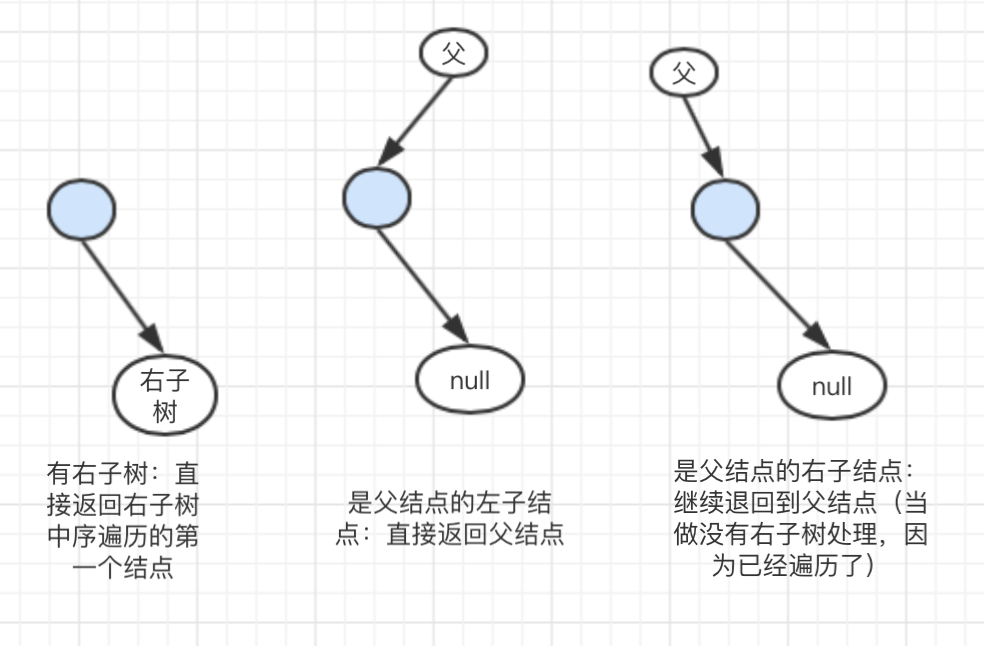 父
父
右子
树
null
null
有右子树：直
接返回右子树
中序遍历的第
一个结点
是父结点的左子结
点：直接返回父结点
是父结点的右子结点：
继续退回到父结点（当
做没有右子树处理，因
为已经遍历了）